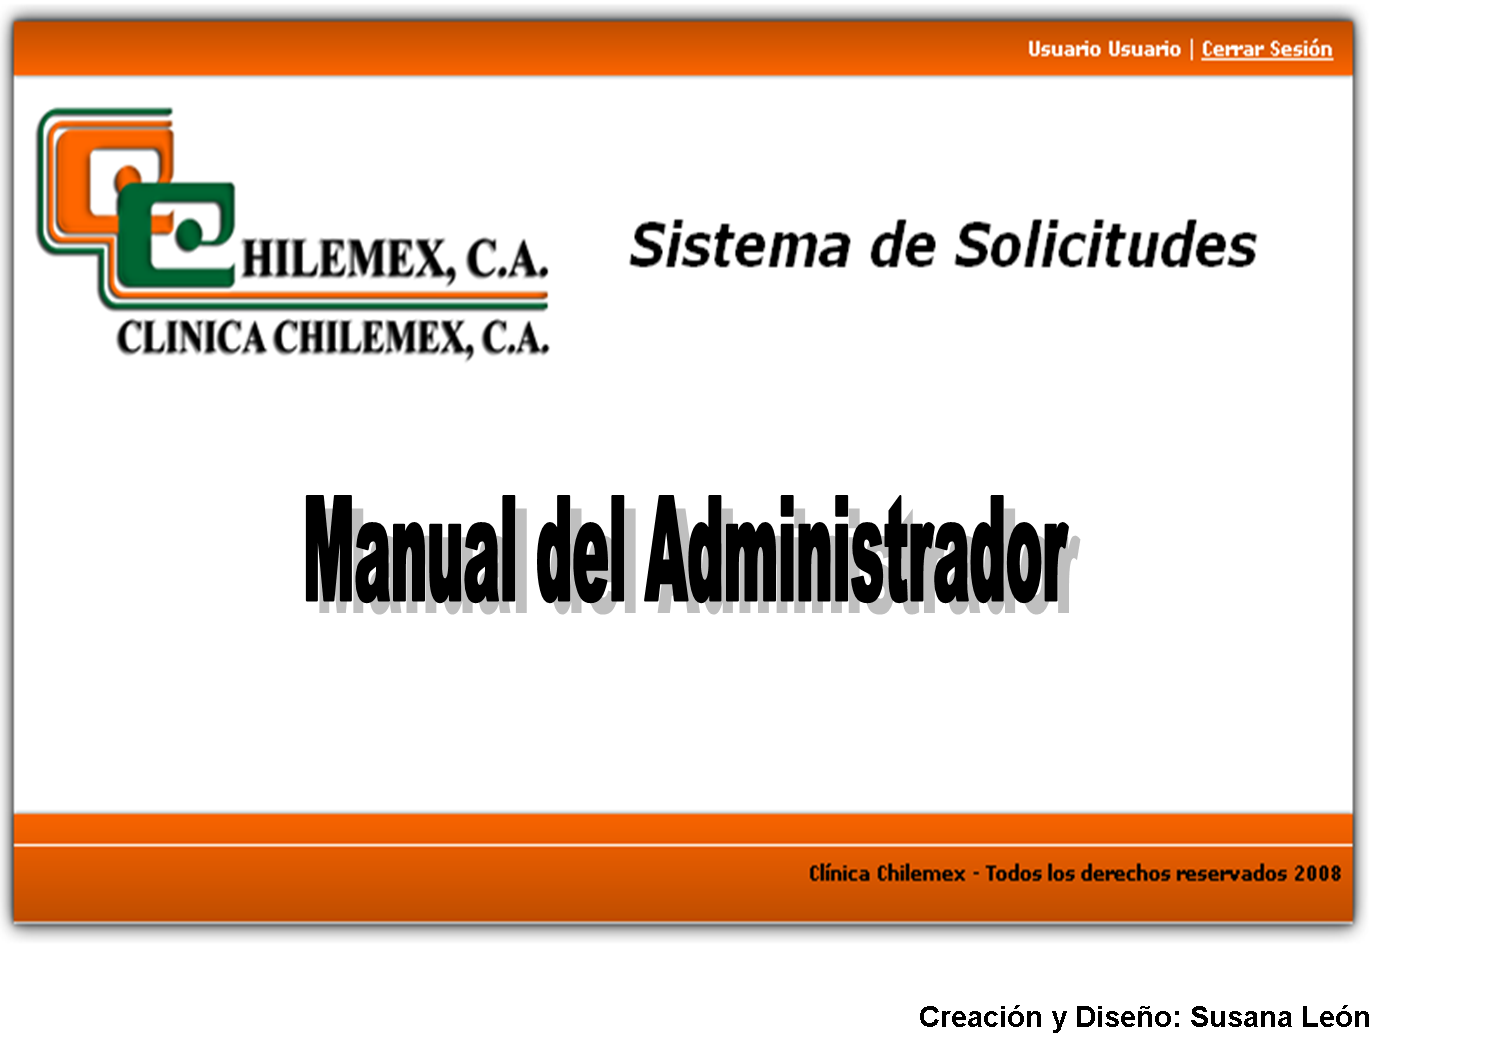 Usuario Usuario | Cerrar Sesión
CHILEMEX, C.A.
CLINICA CHILEMEX, C.A.
Sistema de Solicitudes
Manual del Administrador
Clínica Chilemex - Todos los derechos reservados 2008
Creación y Diseño: Susana León